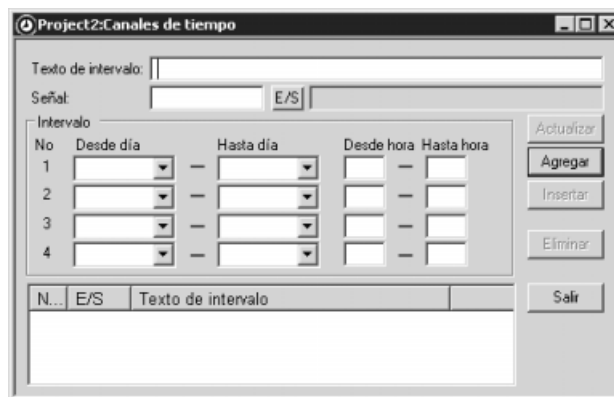 Project2:Canales de tiempo
Texto de intervalo:
Señal: E/S
Intervalo
Actualizar
No Desde día Hasta día Desde hora Hasta hora
1 — —
Agregar
2 — —
Insertar
3 — —
Eliminar
4 — —
N... E/S Texto de intervalo
Salir